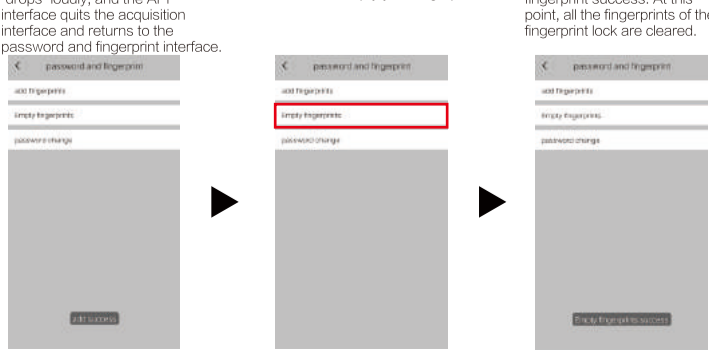 "drops" loudly, and the APP
interface quits the acquisition
interface and returns to the
password and fingerprint interface.
fingerprint success. At this
point, all the fingerprints of the
fingerprint lock are cleared.
password and fingerprint
add fingerprints
Empty fingerprints
password change
add success
password and fingerprint
add fingerprints
Empty fingerprints
password change
password and fingerprint
add fingerprints
Empty fingerprints
password change
Empty fingerprints success